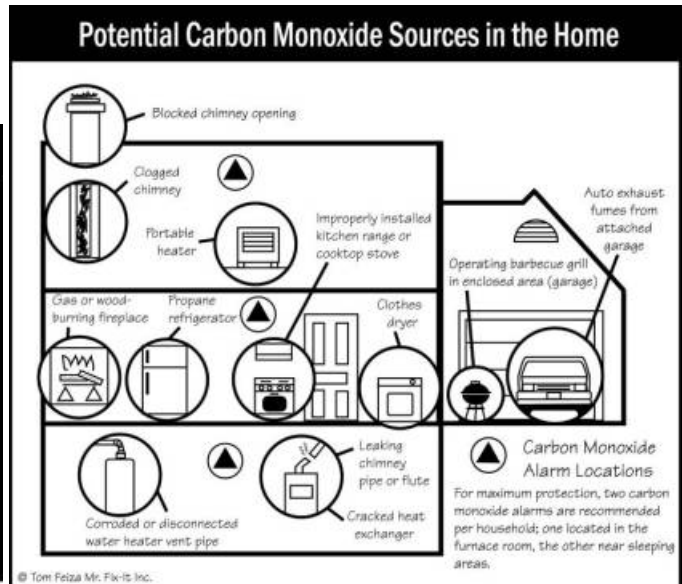 Potential Carbon Monoxide Sources in the Home
Blocked chimney opening
Clogged
chimney
Portable
heater
Improperly installed
kitchen range or
cooktop stove
Auto exhaust
fumes from
attached
garage
Operating barbecue grill
in enclosed area (garage)
Gas or wood-
burning fireplace
Propane
refrigerator
Clothes
dryer
Leaking
chimney
pipe or flute
Cracked heat
exchanger
Corroded or disconnected
water heater vent pipe
Carbon Monoxide
Alarm Locations
For maximum protection, two carbon
monoxide alarms are recommended
per household; one located in the
furnace room, the other near sleeping
areas.
© Tom Feiza Mr. Fix-It Inc.